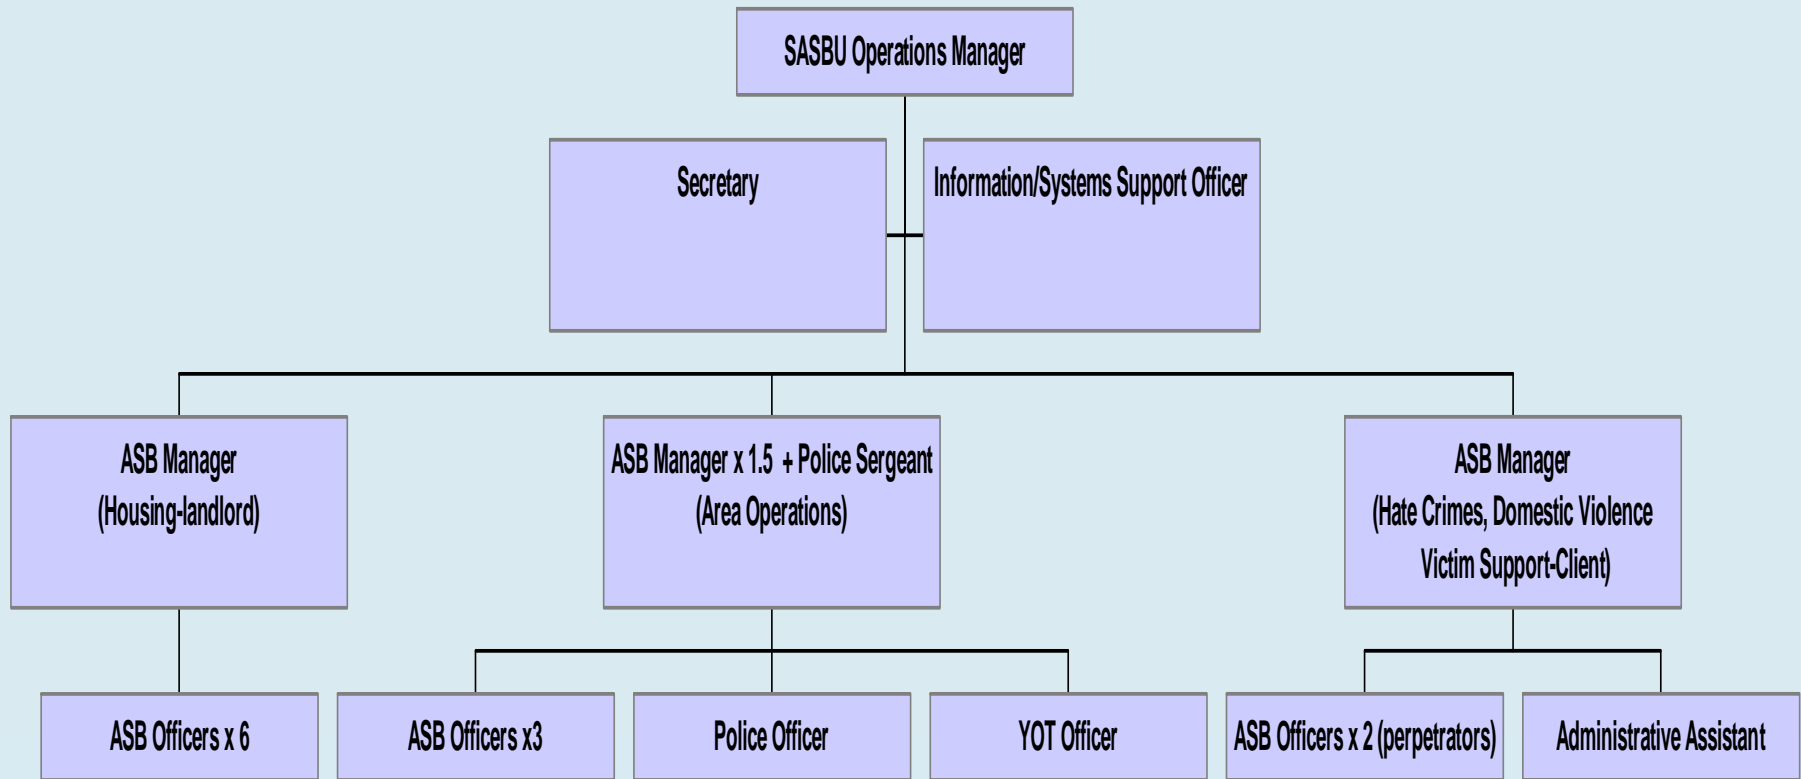 SASBU Operations Manager
Secretary
Information/Systems Support Officer
ASB Manager
(Housing-landlord)
ASB Manager x 1.5 + Police Sergeant
(Area Operations)
ASB Manager
(Hate Crimes, Domestic Violence
Victim Support-Client)
ASB Officers x 6
ASB Officers x3
Police Officer
YOT Officer
ASB Officers x 2 (perpetrators)
Administrative Assistant